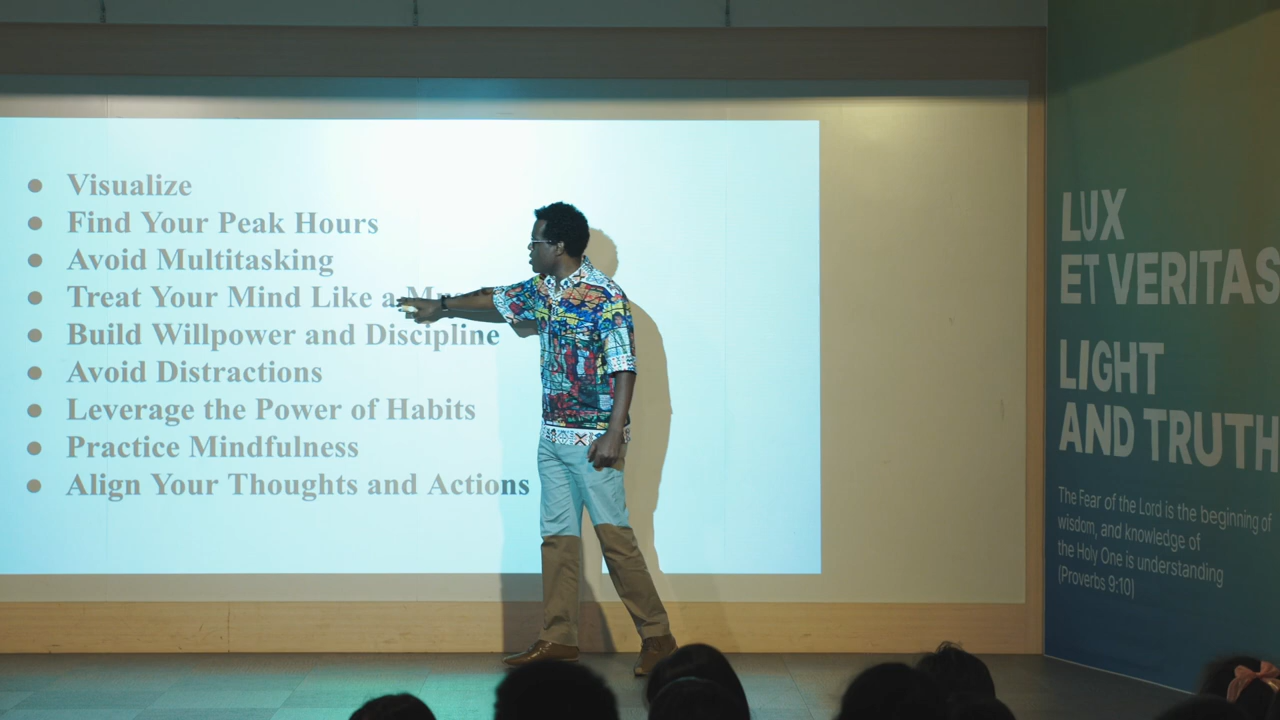 ● Visualize
● Find Your Peak Hours
● Avoid Multitasking
● Treat Your Mind Like a
● Build Willpower and Discipline
● Avoid Distractions
● Leverage the Power of Habits
● Practice Mindfulness
● Align Your Thoughts and Actions
LUX
ET VERITAS
LIGHT
AND TRUTH
The Fear of the Lord is the beginning of
wisdom, and knowledge of
the Holy One is understanding
(Proverbs 9:10)